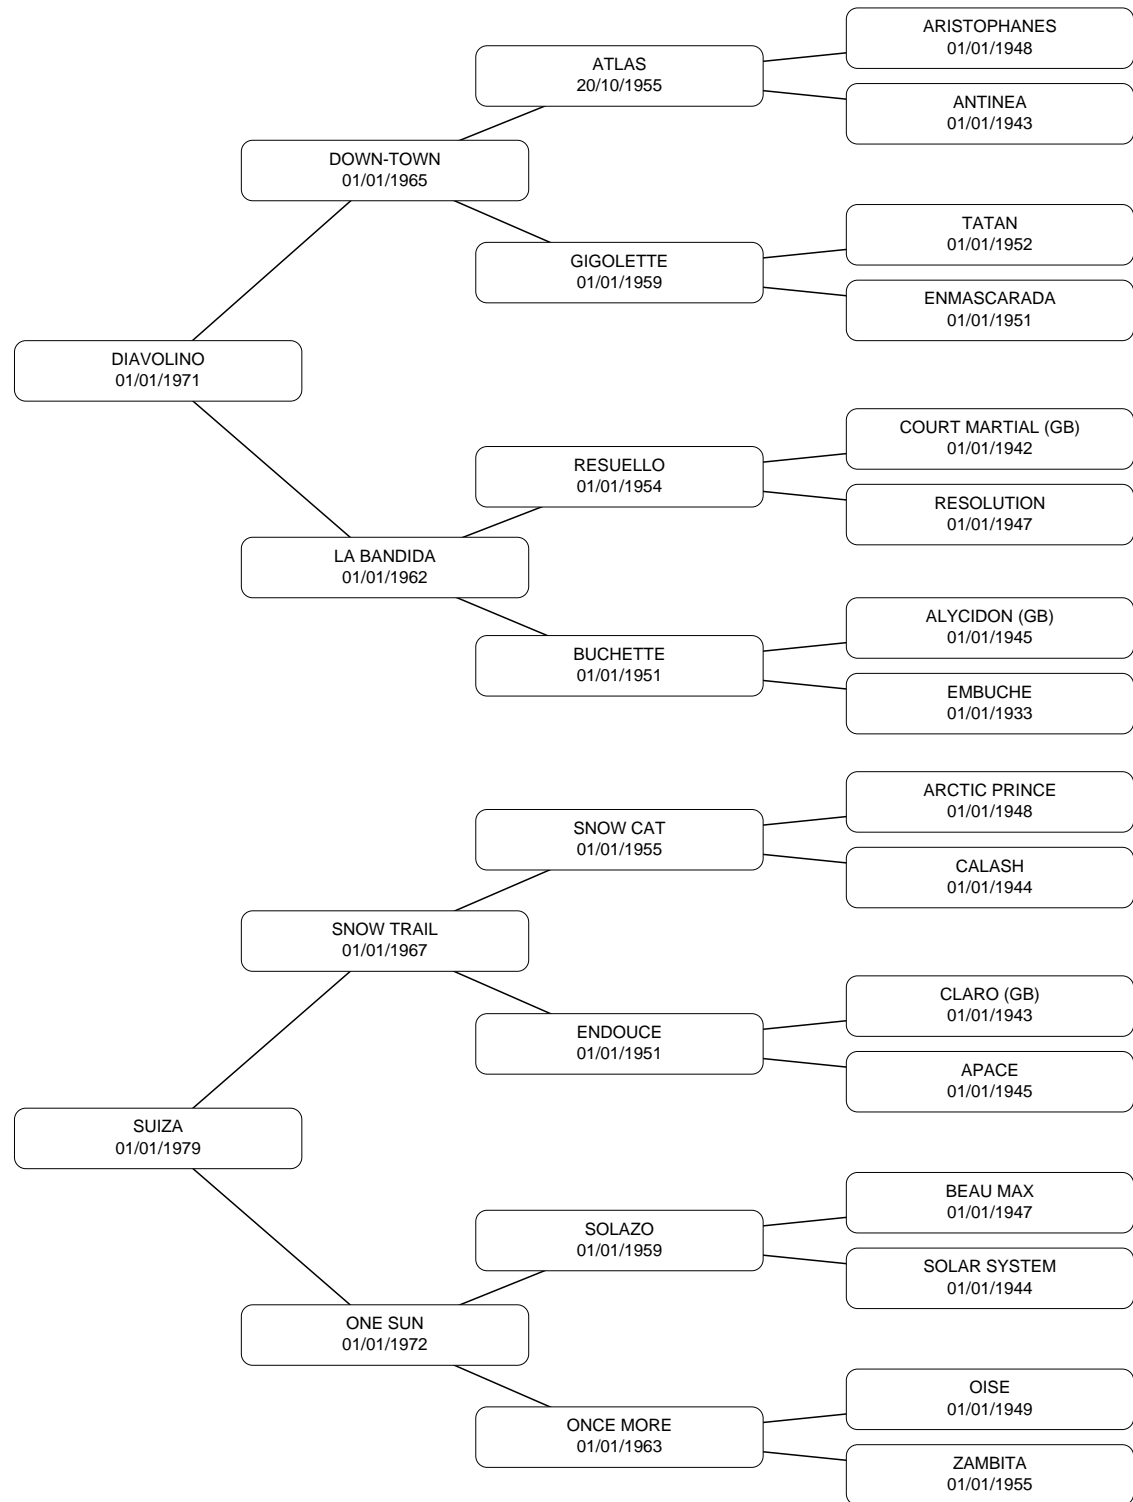 ARISTOPHANES
01/01/1948
ATLAS
20/10/1955
ANTINEA
01/01/1943
DOWN-TOWN
01/01/1965
TATAN
01/01/1952
GIGOLETTE
01/01/1959
ENMASCARADA
01/01/1951
DIAVOLINO
01/01/1971
COURT MARTIAL (GB)
01/01/1942
RESUELLO
01/01/1954
RESOLUTION
01/01/1947
LA BANDIDA
01/01/1962
ALYCIDON (GB)
01/01/1945
BUCHETTE
01/01/1951
EMBUCHE
01/01/1933
ARCTIC PRINCE
01/01/1948
SNOW CAT
01/01/1955
CALASH
01/01/1944
SNOW TRAIL
01/01/1967
CLARO (GB)
01/01/1943
ENDOUCE
01/01/1951
APACE
01/01/1945
SUIZA
01/01/1979
BEAU MAX
01/01/1947
SOLAZO
01/01/1959
SOLAR SYSTEM
01/01/1944
ONE SUN
01/01/1972
OISE
01/01/1949
ONCE MORE
01/01/1963
ZAMBITA
01/01/1955